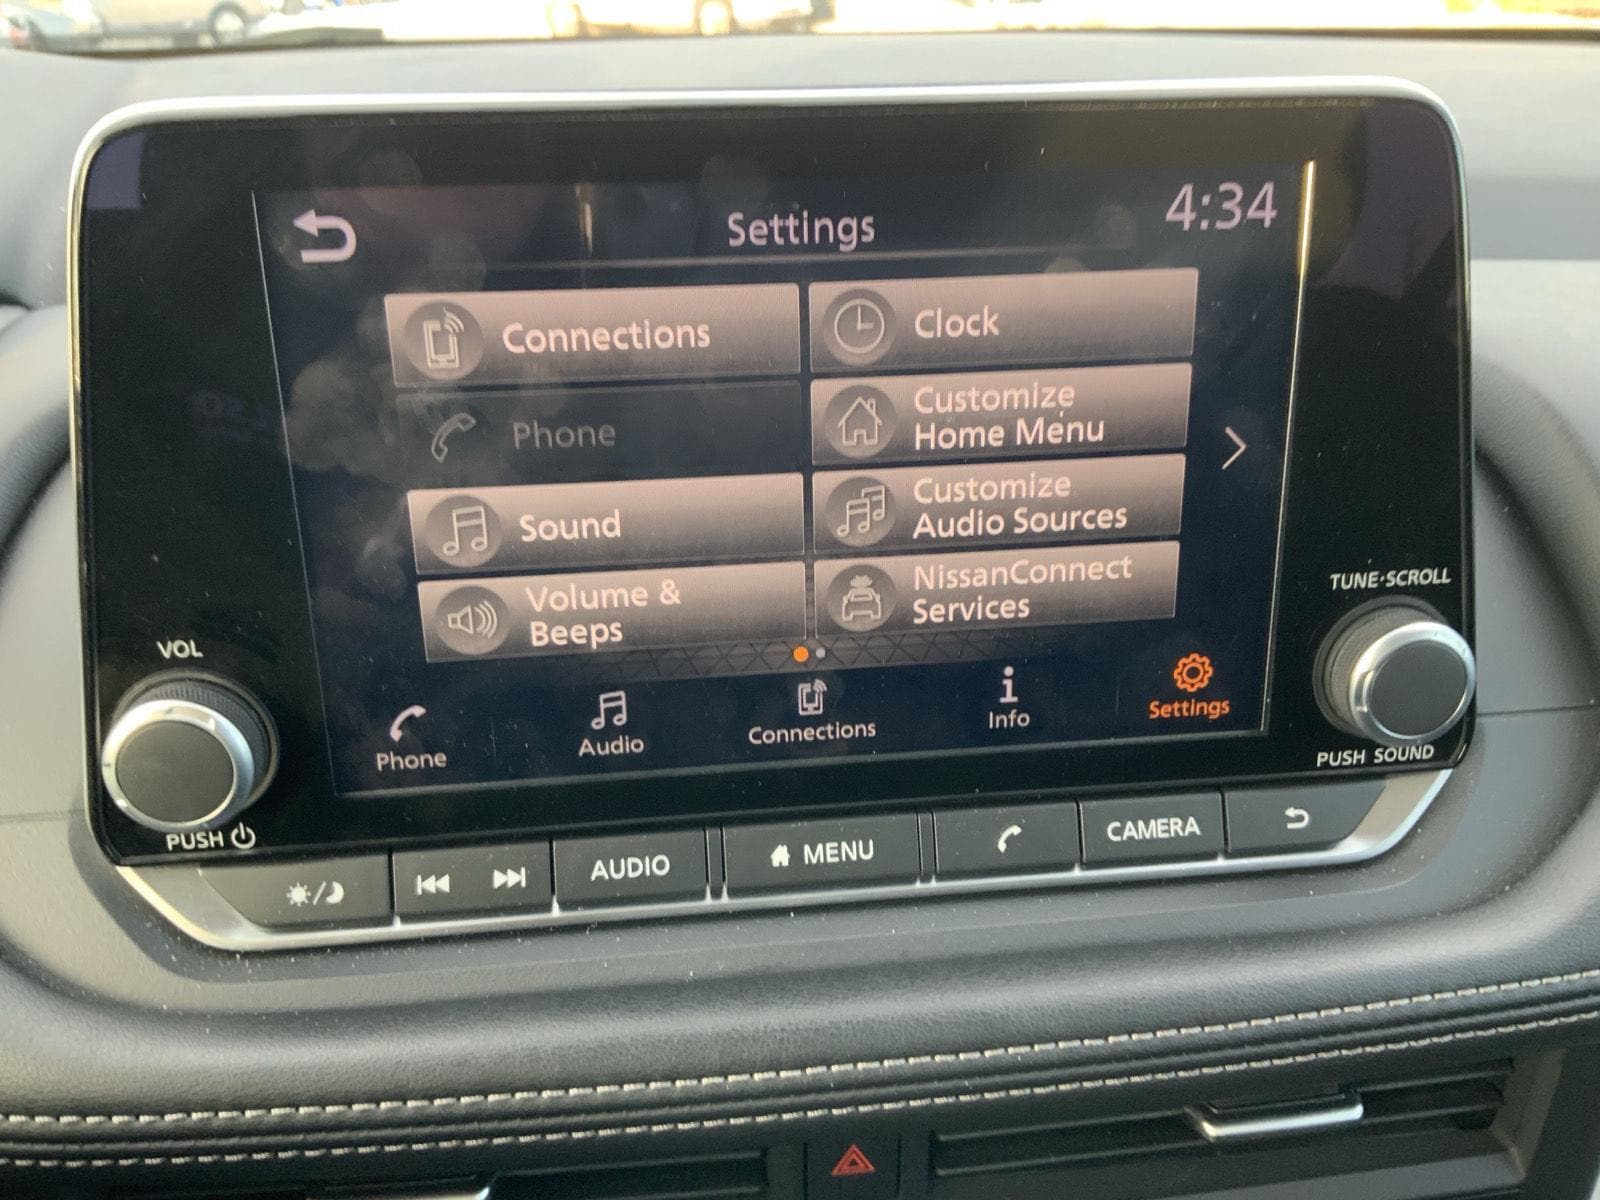 Settings
4:34
Connections
Clock
Phone
Customize
Home Menu
Sound
Customize
Audio Sources
Volume &
Beeps
NissanConnect
Services
Phone
Audio
Connections
Info
Settings
VOL
PUSH
TUNE·SCROLL
PUSH SOUND
AUDIO
MENU
CAMERA